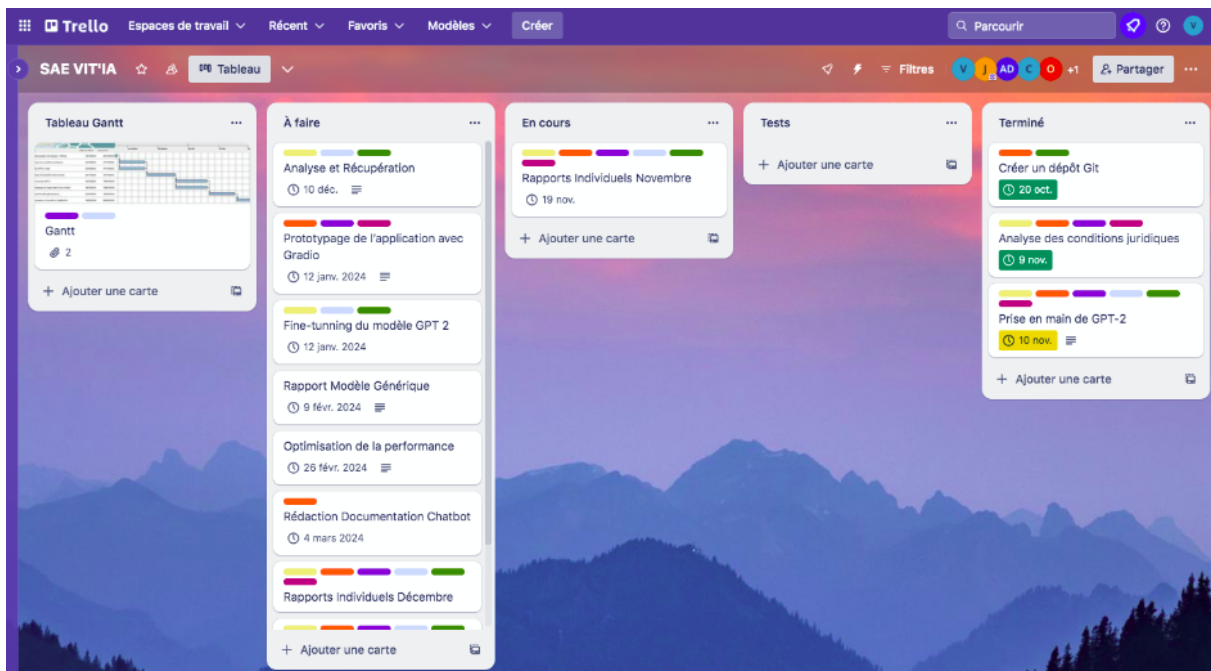 Trello
Espaces de travail
Récent
Favoris
Modèles
Créer
Parcourir
V
SAE VIT'IA
Tableau
Filtres
V
J
AD
C
O
+1
Partager
Tableau Gantt
Gantt
2
+ Ajouter une carte
À faire
Analyse et Récupération
10 déc.
Prototypage de l'application avec
Gradio
12 janv. 2024
Fine-tunning du modèle GPT 2
12 janv. 2024
Rapport Modèle Générique
9 févr. 2024
Optimisation de la performance
26 févr. 2024
Rédaction Documentation Chatbot
4 mars 2024
Rapports Individuels Décembre
+ Ajouter une carte
En cours
Rapports Individuels Novembre
19 nov.
+ Ajouter une carte
Tests
+ Ajouter une carte
Terminé
Créer un dépôt Git
20 oct.
Analyse des conditions juridiques
9 nov.
Prise en main de GPT-2
10 nov.
+ Ajouter une carte